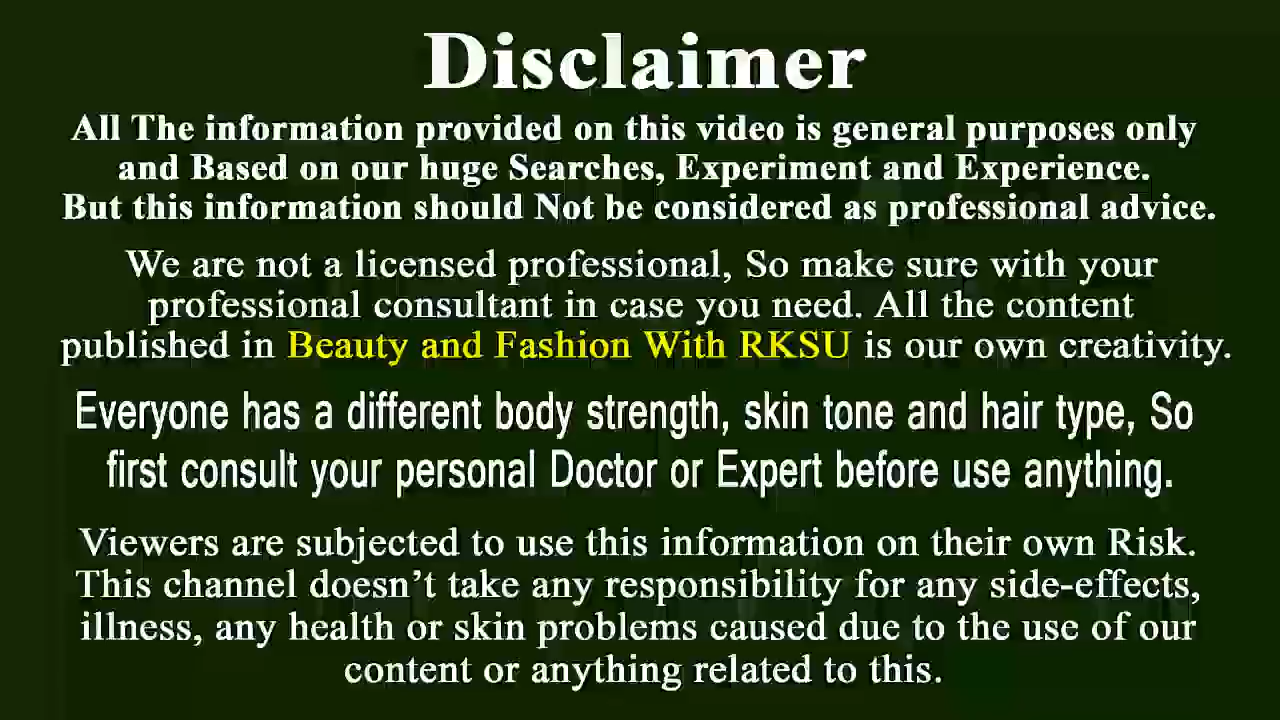 Disclaimer
All The information provided on this video is general purposes only
and Based on our huge Searches, Experiment and Experience.
But this information should Not be considered as professional advice.
We are not a licensed professional, So make sure with your
professional consultant in case you need. All the content
published in Beauty and Fashion With RKSU is our own creativity.
Everyone has a different body strength, skin tone and hair type, So
first consult your personal Doctor or Expert before use anything.
Viewers are subjected to use this information on their own Risk.
This channel doesn’t take any responsibility for any side-effects,
illness, any health or skin problems caused due to the use of our
content or anything related to this.